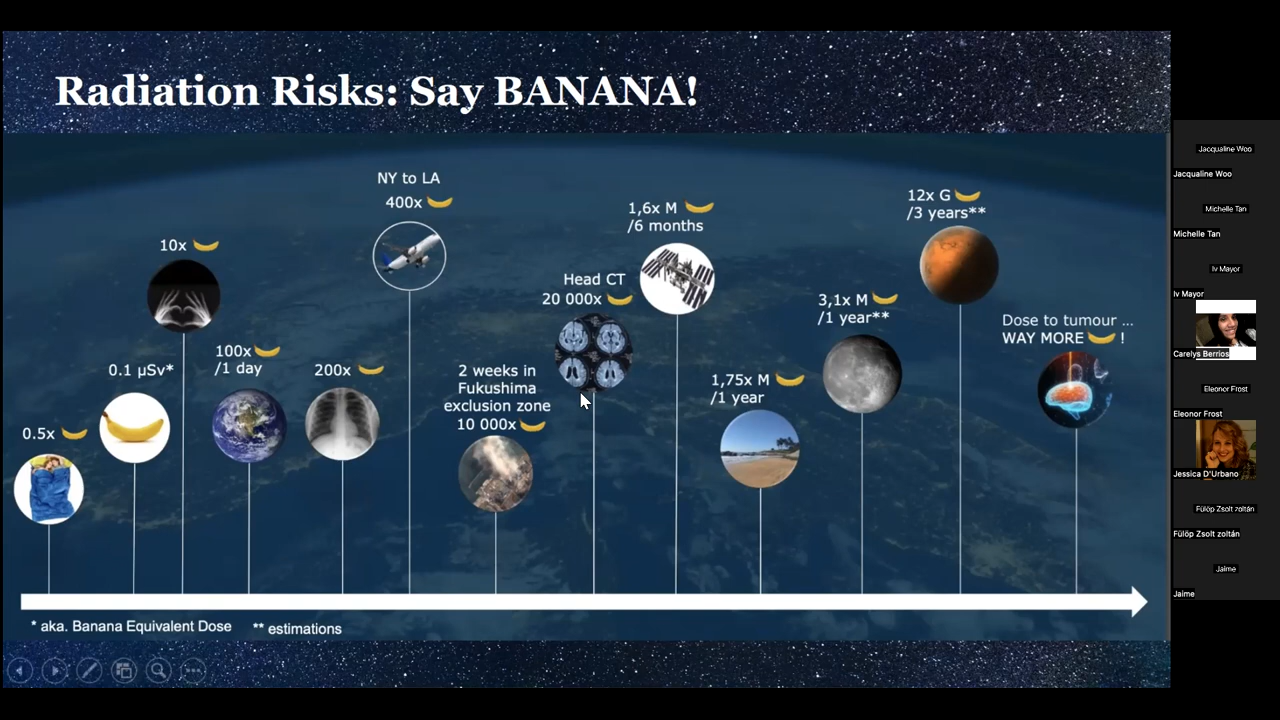 Radiation Risks: Say BANANA!
0.5x
0.1 µSv*
10x
100x
/1 day
200x
NY to LA
400x
2 weeks in
Fukushima
exclusion zone
10 000x
Head CT
20 000x
1,6x M
/6 months
1,75x M
/1 year
3,1x M
/1 year**
12x G
/3 years**
Dose to tumour ...
WAY MORE !
* aka. Banana Equivalent Dose
** estimations
Jacqualine Woo
Jacqualine Woo
Michelle Tan
Michelle Tan
Iv Mayor
Iv Mayor
Carelys Berrios
Eleonor Frost
Eleonor Frost
Jessica D'Urbano
Fülöp Zsolt zoltán
Fülöp Zsolt zoltán
Jaime
Jaime